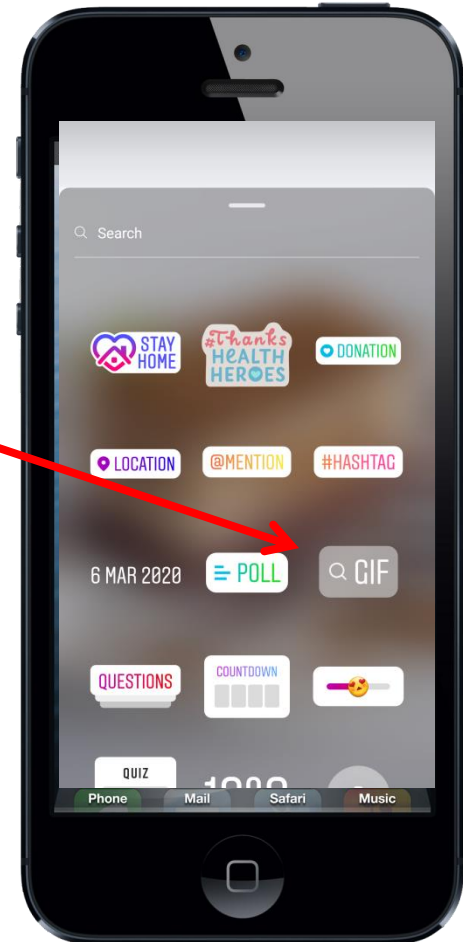 Search
STAY
HOME
#Thanks
HEALTH
HEROES
DONATION
LOCATION
@MENTION
#HASHTAG
6 MAR 2020
POLL
GIF
QUESTIONS
COUNTDOWN
QUIZ
Phone Mail Safari Music